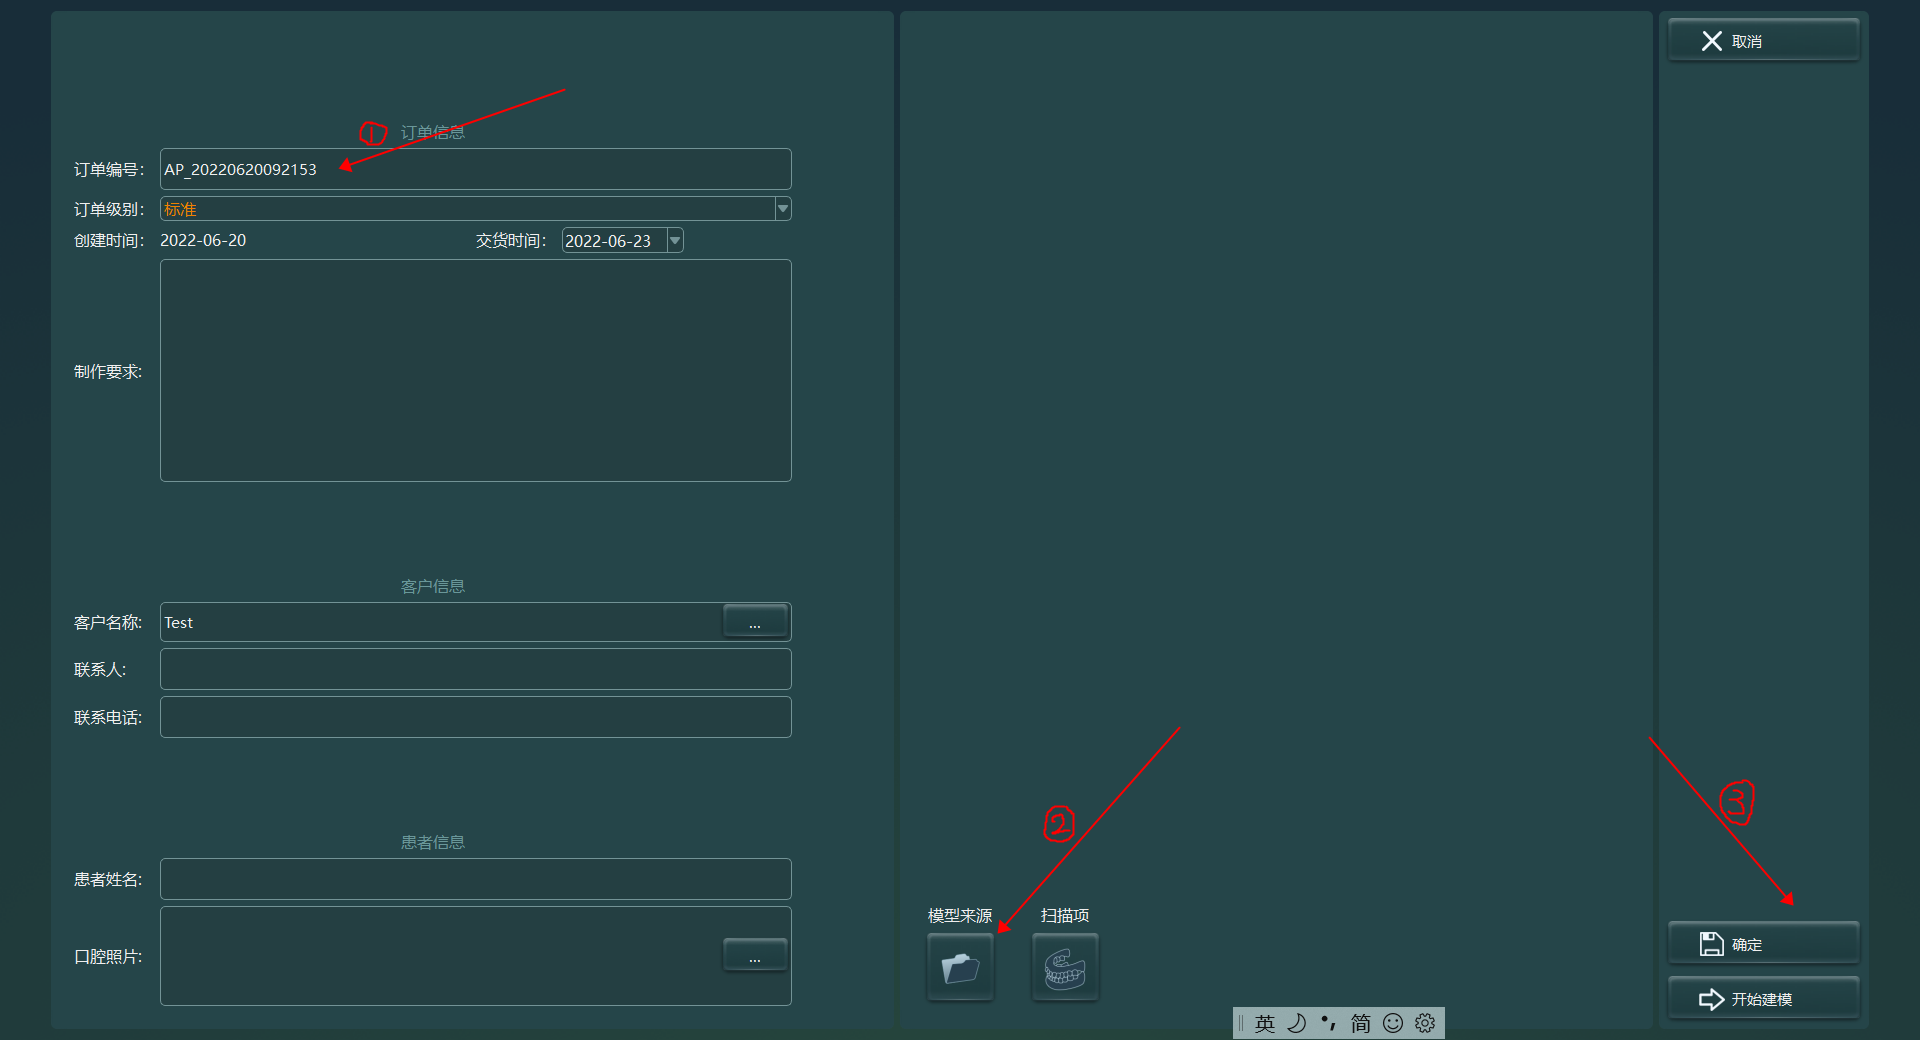 取消
① 订单信息
订单编号: AP_20220620092153
订单级别: 标准
创建时间: 2022-06-20 交货时间: 2022-06-23
制作要求:
客户信息
客户名称: Test ...
联系人:
联系电话:
患者信息
患者姓名:
口腔照片: ...
②
模型来源 扫描项
③
确定
开始建模
英 简